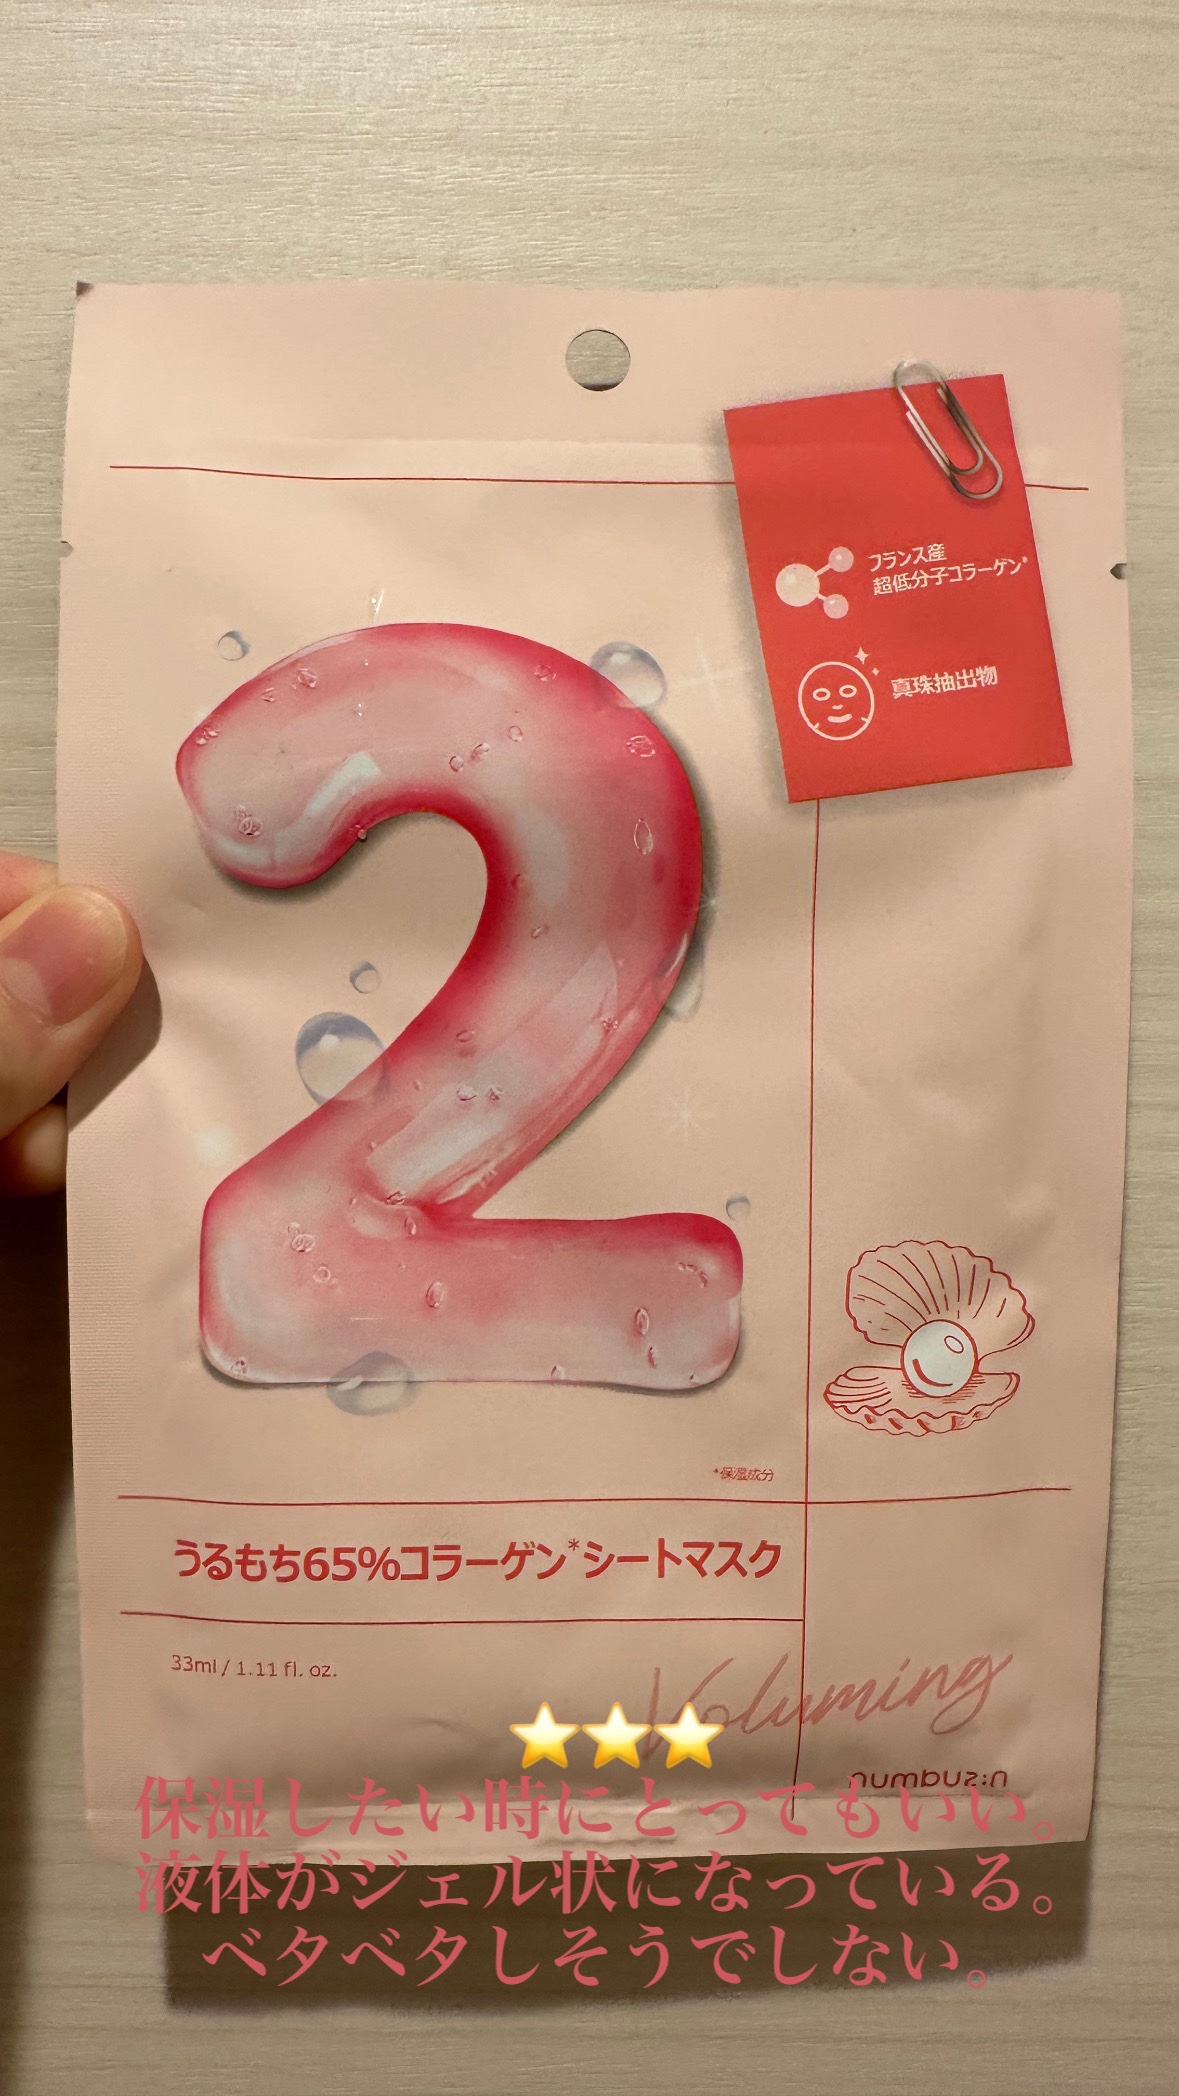 フランス産
超低分子コラーゲン*
真珠抽出物
2
*保湿成分
うるもち65%コラーゲン*シートマスク
33ml / 1.11 fl. oz.
Voluming
numbuz:n
⭐⭐⭐
保湿したい時にとってもいい。
液体がジェル状になっている。
ベタベタしそうでしない。